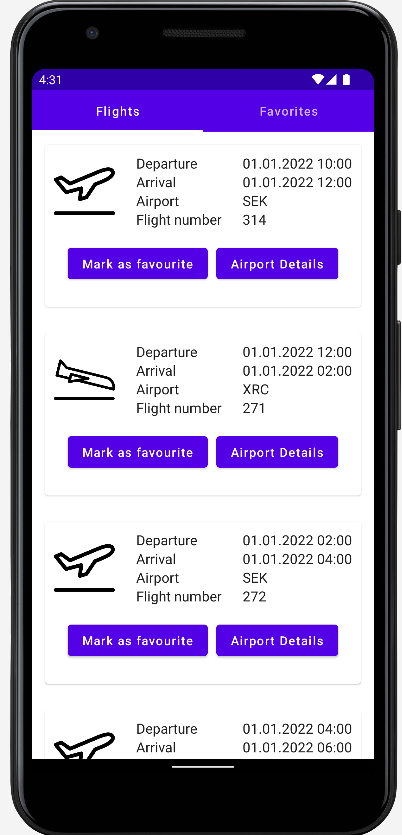 4:31
Flights Favorites
Departure 01.01.2022 10:00
Arrival 01.01.2022 12:00
Airport SEK
Flight number 314
Mark as favourite Airport Details
Departure 01.01.2022 12:00
Arrival 01.01.2022 02:00
Airport XRC
Flight number 271
Mark as favourite Airport Details
Departure 01.01.2022 02:00
Arrival 01.01.2022 04:00
Airport SEK
Flight number 272
Mark as favourite Airport Details
Departure 01.01.2022 04:00
Arrival 01.01.2022 06:00